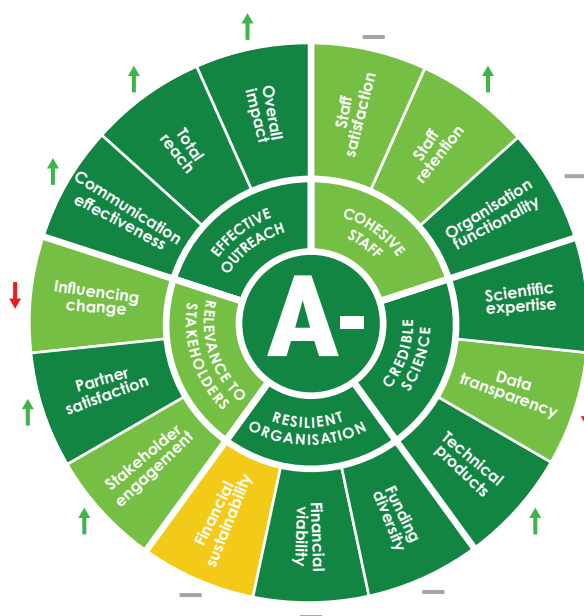 Overall
impact
Staff
satisfaction
Staff
retention
Organisation
functionality
Scientific
expertise
Data
transparency
Technical
products
Funding
diversity
Financial
viability
Financial
sustainability
Stakeholder
engagement
Partner
satisfaction
Influencing
change
Communication
effectiveness
Total
reach
EFFECTIVE
OUTREACH
COHESIVE
STAFF
CREDIBLE
SCIENCE
RESILIENT
ORGANISATION
RELEVANCE TO
STAKEHOLDERS
A-